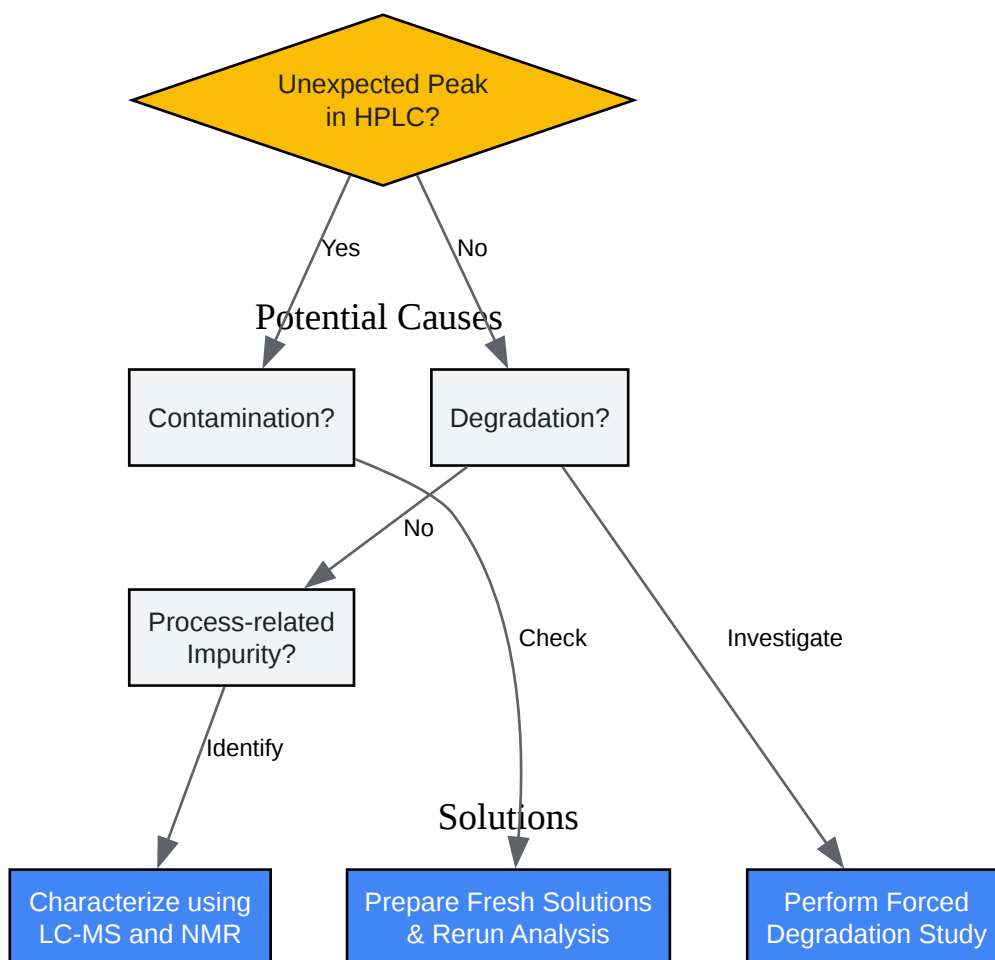 Unexpected Peak
in HPLC?
Yes
No
Potential Causes
Contamination?
Degradation?
No
Process-related
Impurity?
Check
Investigate
Identify
Solutions
Characterize using
LC-MS and NMR
Prepare Fresh Solutions
& Rerun Analysis
Perform Forced
Degradation Study